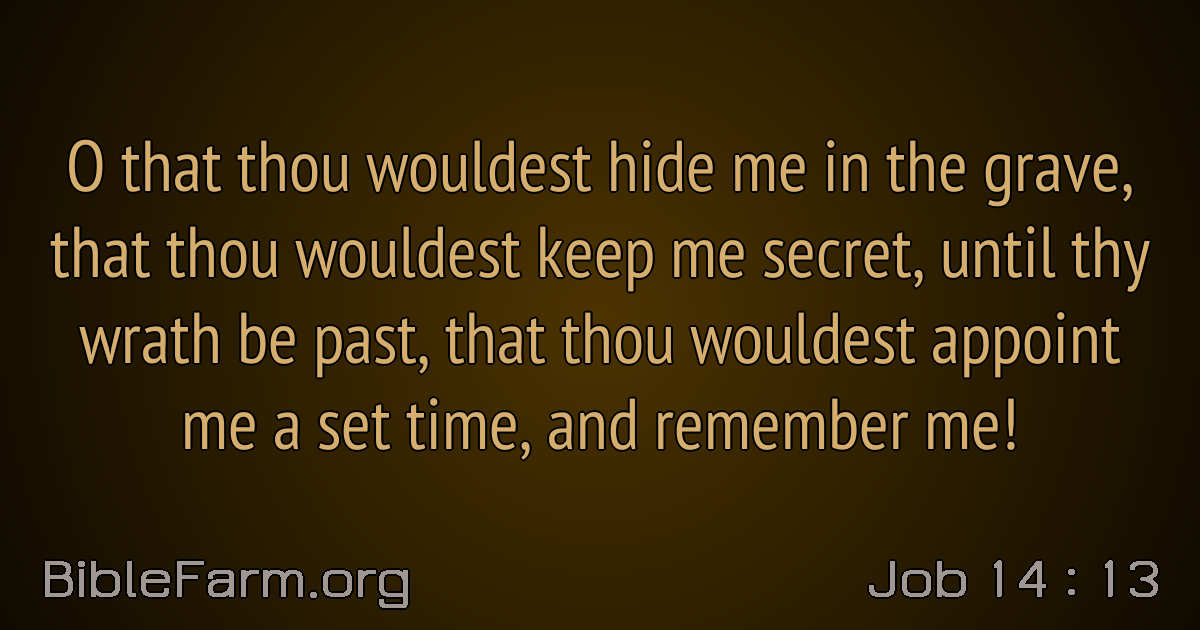 O that thou wouldest hide me in the grave,
that thou wouldest keep me secret, until thy
wrath be past, that thou wouldest appoint
me a set time, and remember me!
BibleFarm.org
Job 14 : 13